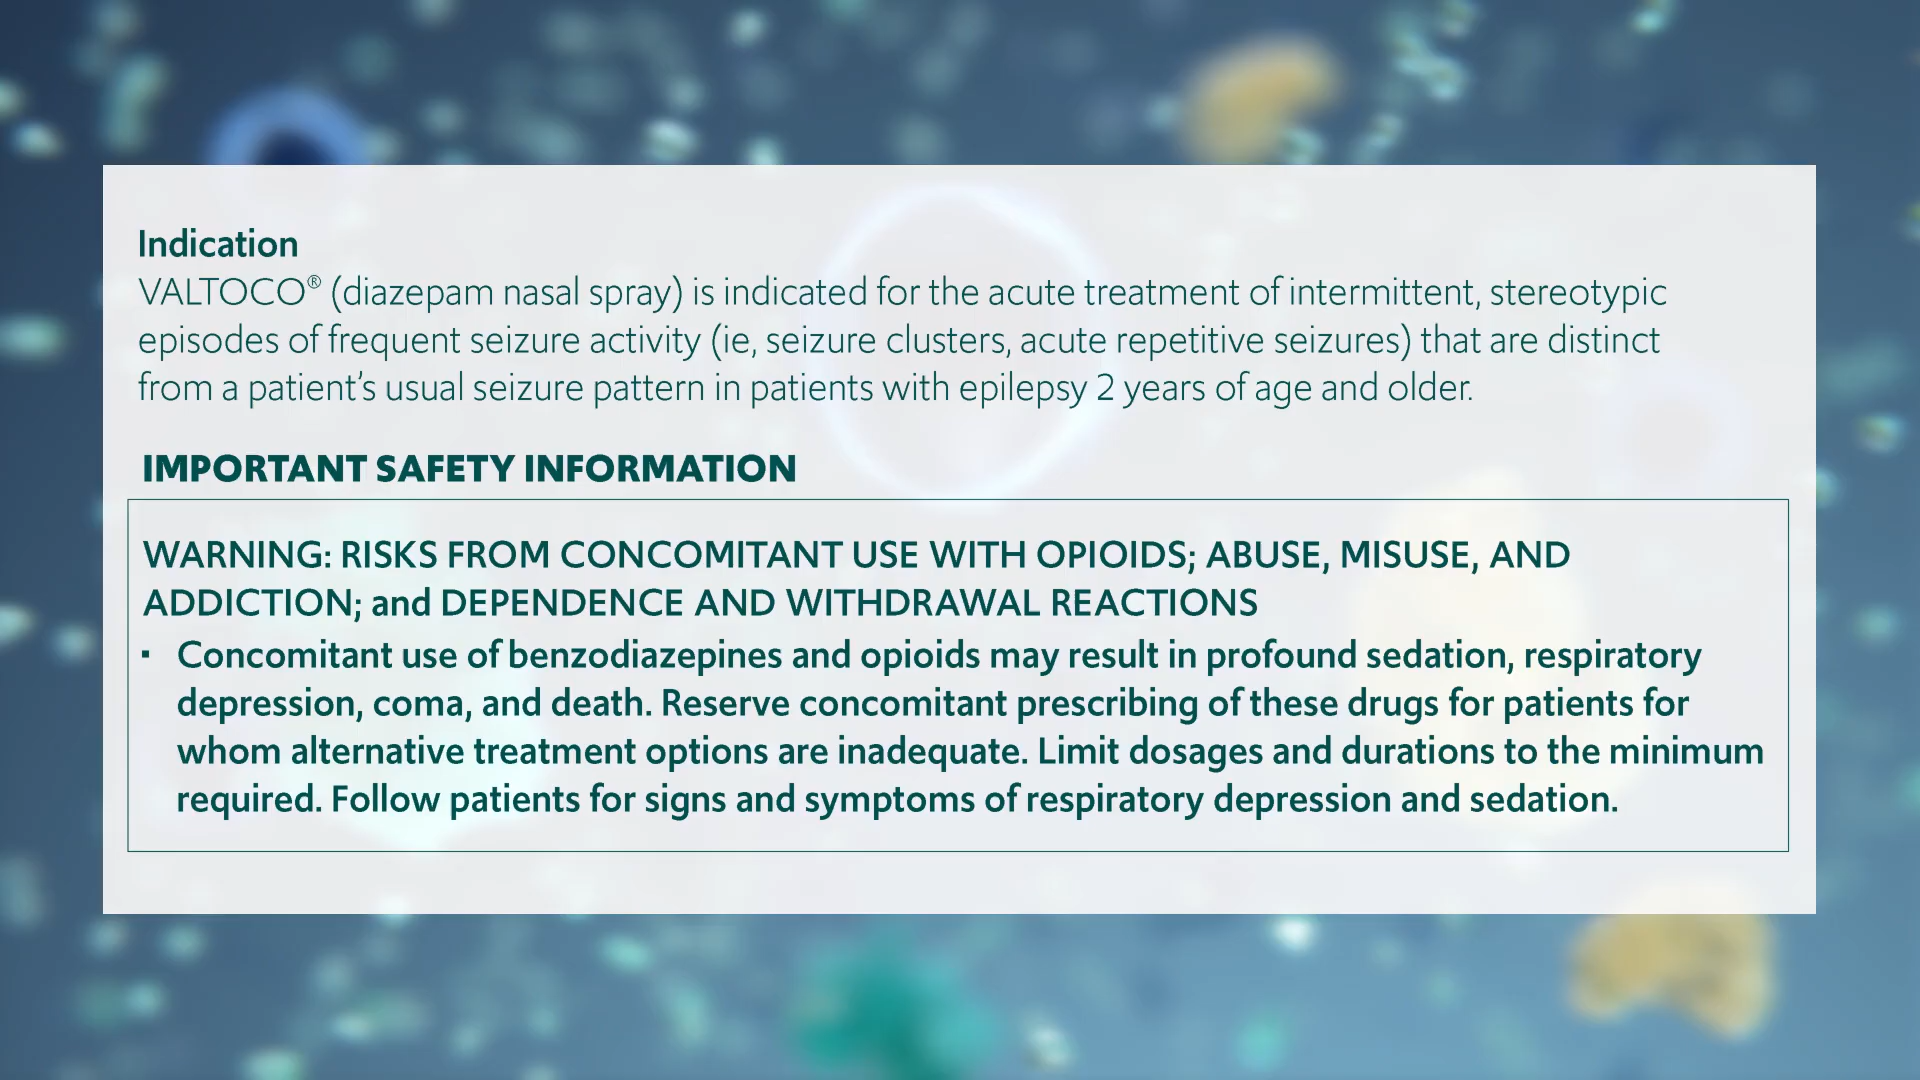 Indication
VALTOCO® (diazepam nasal spray) is indicated for the acute treatment of intermittent, stereotypic
episodes of frequent seizure activity (ie, seizure clusters, acute repetitive seizures) that are distinct
from a patient’s usual seizure pattern in patients with epilepsy 2 years of age and older.
IMPORTANT SAFETY INFORMATION
WARNING: RISKS FROM CONCOMITANT USE WITH OPIOIDS; ABUSE, MISUSE, AND
ADDICTION; and DEPENDENCE AND WITHDRAWAL REACTIONS
▪ Concomitant use of benzodiazepines and opioids may result in profound sedation, respiratory
depression, coma, and death. Reserve concomitant prescribing of these drugs for patients for
whom alternative treatment options are inadequate. Limit dosages and durations to the minimum
required. Follow patients for signs and symptoms of respiratory depression and sedation.